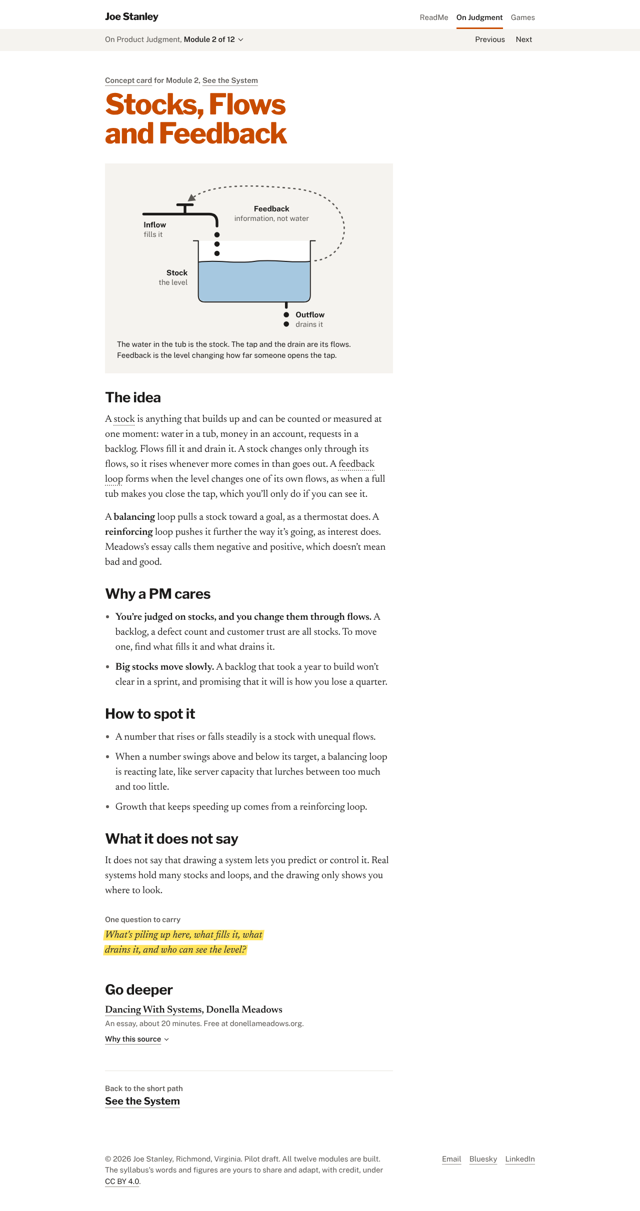 Joe Stanley
ReadMe On Judgment Games
On Product Judgment, Module 2 of 12
Previous Next
Concept card for Module 2, See the System
Stocks, Flows
and Feedback
Feedback
information, not water
Inflow
fills it
Stock
the level
Outflow
drains it
The water in the tub is the stock. The tap and the drain are its flows.
Feedback is the level changing how far someone opens the tap.
The idea
A stock is anything that builds up and can be counted or measured at
one moment: water in a tub, money in an account, requests in a
backlog. Flows fill it and drain it. A stock changes only through its
flows, so it rises whenever more comes in than goes out. A feedback
loop forms when the level changes one of its own flows, as when a full
tub makes you close the tap, which you’ll only do if you can see it.
A balancing loop pulls a stock toward a goal, as a thermostat does. A
reinforcing loop pushes it further the way it’s going, as interest does.
Meadows’s essay calls them negative and positive, which doesn’t mean
bad and good.
Why a PM cares
• You’re judged on stocks, and you change them through flows. A
backlog, a defect count and customer trust are all stocks. To move
one, find what fills it and what drains it.
• Big stocks move slowly. A backlog that took a year to build won’t
clear in a sprint, and promising that it will is how you lose a quarter.
How to spot it
• A number that rises or falls steadily is a stock with unequal flows.
• When a number swings above and below its target, a balancing loop
is reacting late, like server capacity that lurches between too much
and too little.
• Growth that keeps speeding up comes from a reinforcing loop.
What it does not say
It does not say that drawing a system lets you predict or control it. Real
systems hold many stocks and loops, and the drawing only shows you
where to look.
One question to carry
What’s piling up here, what fills it, what
drains it, and who can see the level?
Go deeper
Dancing With Systems, Donella Meadows
An essay, about 20 minutes. Free at donellameadows.org.
Why this source
Back to the short path
See the System
© 2026 Joe Stanley, Richmond, Virginia. Pilot draft. All twelve modules are built.
The syllabus’s words and figures are yours to share and adapt, with credit, under
CC BY 4.0.
Email Bluesky LinkedIn